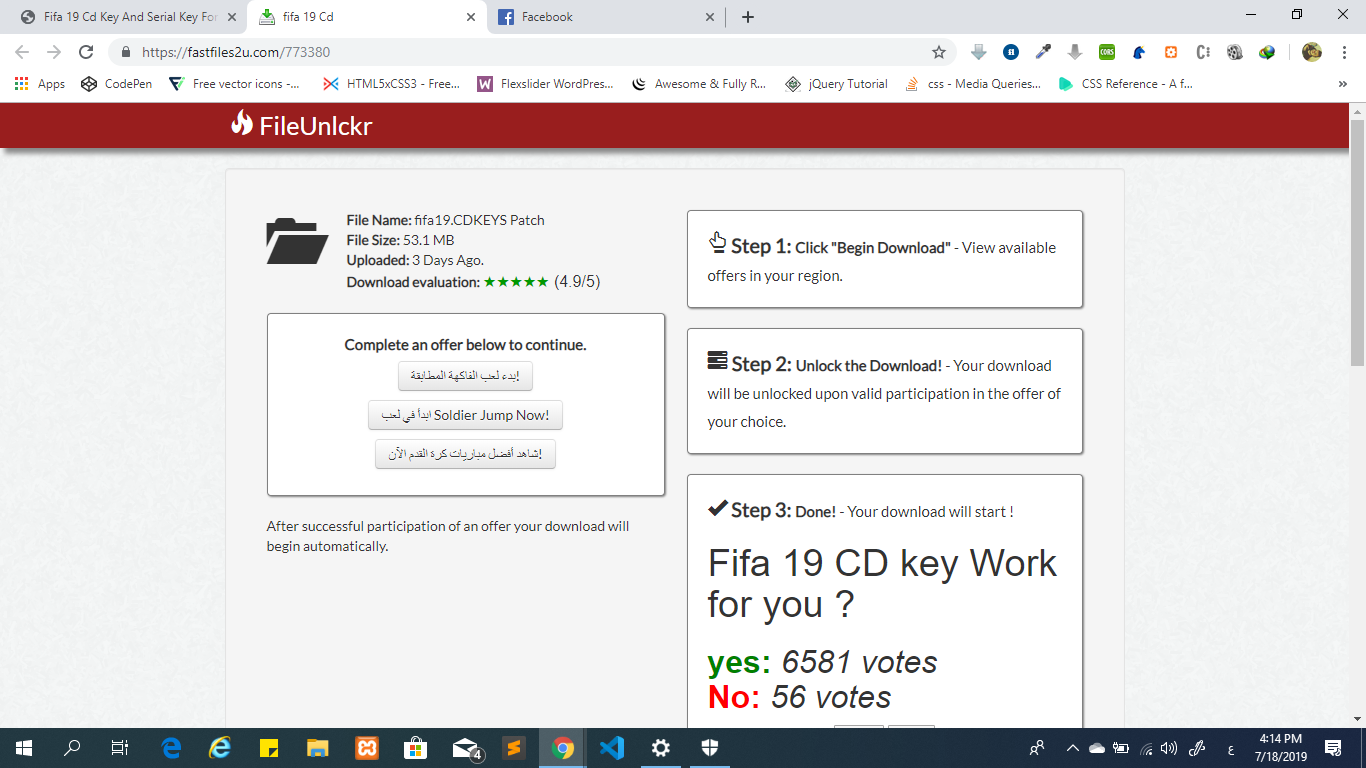 Fifa 19 Cd Key And Serial Key For
fifa 19 Cd
Facebook
https://fastfiles2u.com/773380
CORS
Apps
CodePen
Free vector icons -...
HTML5xCSS3 - Free...
Flexslider WordPres...
Awesome & Fully R...
jQuery Tutorial
css - Media Queries...
CSS Reference - A f...
FileUnlckr
File Name: fifa19.CDKEYS Patch
File Size: 53.1 MB
Uploaded: 3 Days Ago.
Download evaluation: ★★★★★ (4.9/5)
Complete an offer below to continue.
بدء لعب الفاكهة المطابقة!
ابدأ في لعب Soldier Jump Now!
شاهد أفضل مباريات كرة القدم الآن!
After successful participation of an offer your download will
begin automatically.
Step 1: Click "Begin Download" - View available
offers in your region.
Step 2: Unlock the Download! - Your download
will be unlocked upon valid participation in the offer of
your choice.
Step 3: Done! - Your download will start !
Fifa 19 CD key Work
for you ?
yes: 6581 votes
No: 56 votes
4
ع
4:14 PM
7/18/2019